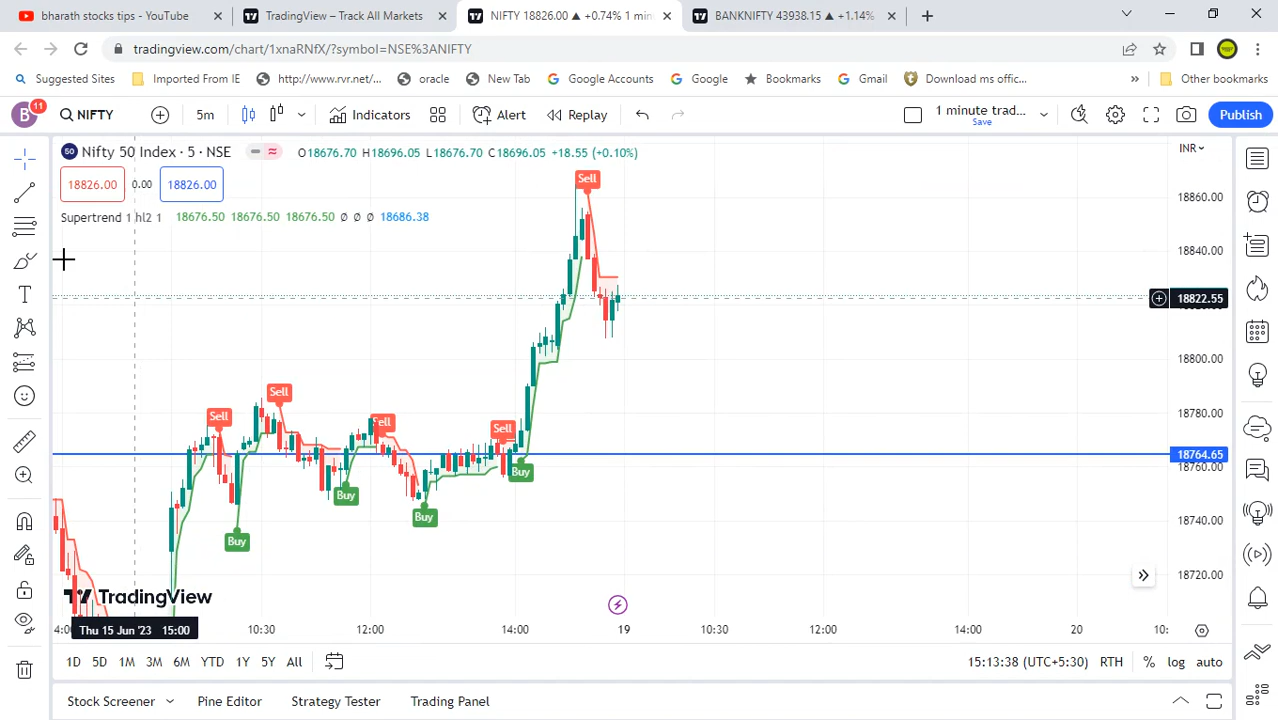 bharath stocks tips - YouTube
TradingView – Track All Markets
NIFTY 18826.00 ▲ +0.74% 1 min
BANKNIFTY 43938.15 ▲ +1.14%
tradingview.com/chart/1xnaRNfX/?symbol=NSE%3ANIFTY
Suggested Sites
Imported From IE
http://www.rvr.net/...
oracle
New Tab
Google Accounts
Google
Bookmarks
Gmail
Download ms offic...
»
Other bookmarks
B
11
NIFTY
5m
Indicators
Alert
Replay
1 minute trad...
Save
Publish
50
Nifty 50 Index · 5 · NSE
O18676.70 H18696.05 L18676.70 C18696.05 +18.55 (+0.10%)
INR
18826.00
0.00
18826.00
Supertrend 1 hl2 1
18676.50 18676.50 18676.50 Ø Ø Ø 18686.38
Sell
18860.00
18840.00
18822.55
18800.00
Sell
18780.00
Sell
Sell
Sell
18764.65
18760.00
Buy
Buy
Buy
18740.00
Buy
18720.00
TradingView
Thu 15 Jun '23 15:00
10:30
12:00
14:00
19
10:30
12:00
14:00
20
10:
1D
5D
1M
3M
6M
YTD
1Y
5Y
All
15:13:38 (UTC+5:30)
RTH
%
log
auto
Stock Screener
Pine Editor
Strategy Tester
Trading Panel